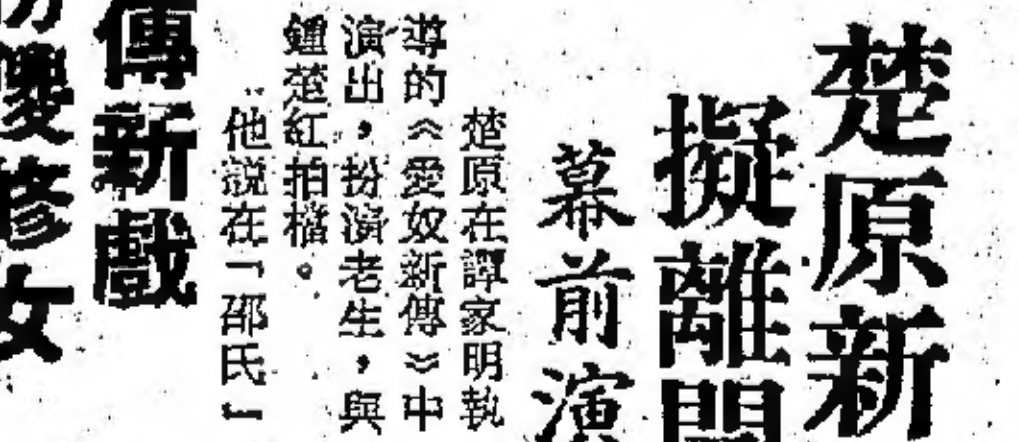 楚原新
擬離開
幕前演
楚原在譚家明執
導的《愛奴新傳》中
演出，扮演老生，與
鍾楚紅拍檔。
他說在「邵氏」
傳新戲
傻修女